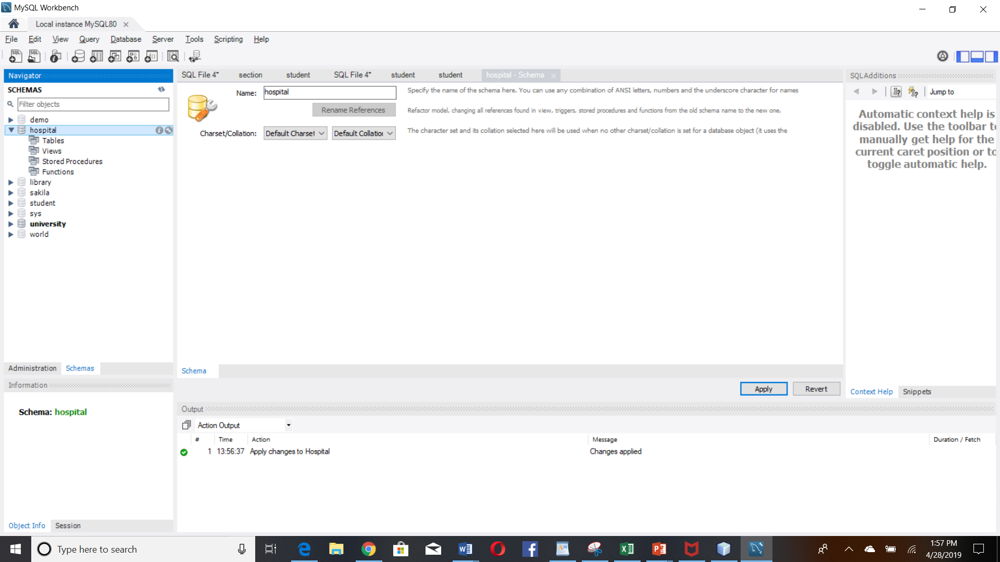 MySQL Workbench
Local instance MySQL80
File Edit View Query Database Server Tools Scripting Help
Navigator
SCHEMAS
Filter objects
demo
hospital
Tables
Views
Stored Procedures
Functions
library
sakila
student
sys
university
world
Administration Schemas
Information
Schema: hospital
Object Info Session
SQL File 4* section student SQL File 4* student student hospital - Schema
Name: hospital
Specify the name of the schema here. You can use any combination of ANSI letters, numbers and the underscore character for names
Rename References
Refactor model, changing all references found in view, triggers, stored procedures and functions from the old schema name to the new one.
Charset/Collation: Default Charset Default Collation
The character set and its collation selected here will be used when no other charset/collation is set for a database object (it uses the
Schema
Apply Revert
Output
Action Output
# Time Action Message Duration / Fetch
1 13:56:37 Apply changes to Hospital Changes applied
SQLAdditions
Jump to
Automatic context help is
disabled. Use the toolbar to
manually get help for the
current caret position or to
toggle automatic help.
Context Help Snippets
Type here to search
1:57 PM
4/28/2019